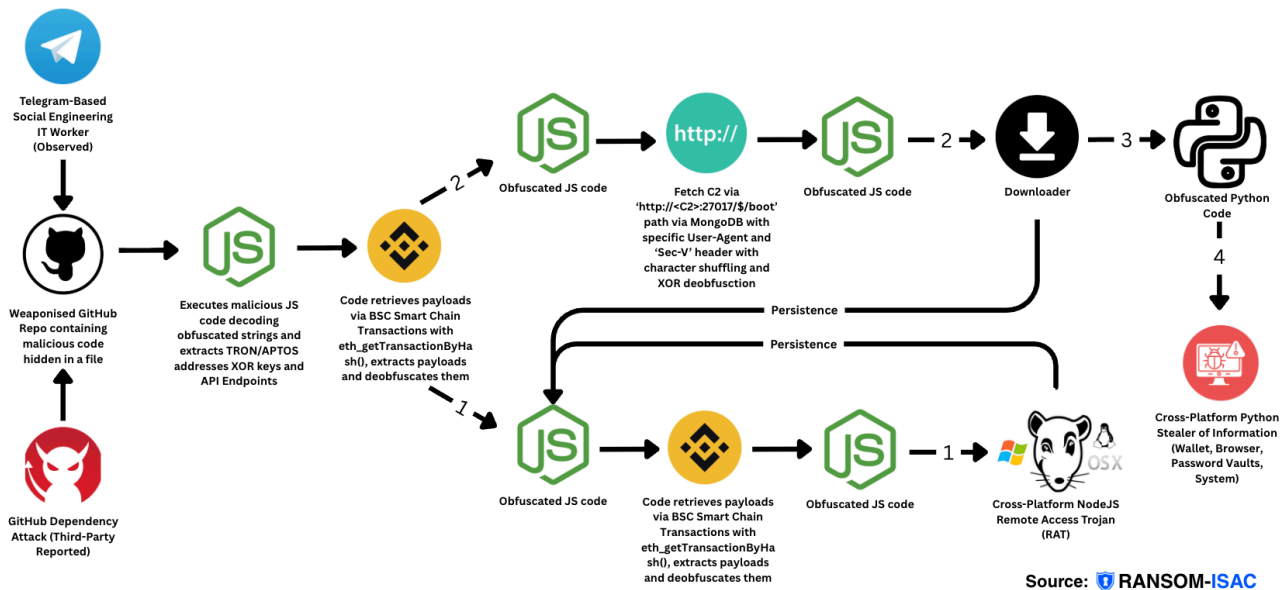 Telegram-Based
Social Engineering
IT Worker
(Observed)
Weaponised GitHub
Repo containing
malicious code
hidden in a file
GitHub Dependency
Attack (Third-Party
Reported)
JS
Executes malicious JS
code decoding
obfuscated strings and
extracts TRON/APTOS
addresses XOR keys and
API Endpoints
Code retrieves payloads
via BSC Smart Chain
Transactions with
eth_getTransactionByHa
sh(), extracts payloads
and deobfuscates them
2
1
JS
Obfuscated JS code
http://
Fetch C2 via
‘http://<C2>:27017/$/boot’
path via MongoDB with
specific User-Agent and
‘Sec-V’ header with
character shuffling and
XOR deobfusction
JS
Obfuscated JS code
2
Downloader
3
Obfuscated Python
Code
4
Cross-Platform Python
Stealer of Information
(Wallet, Browser,
Password Vaults,
System)
Persistence
Persistence
JS
Obfuscated JS code
Code retrieves payloads
via BSC Smart Chain
Transactions with
eth_getTransactionByHa
sh(), extracts payloads
and deobfuscates them
JS
Obfuscated JS code
1
OSX
Cross-Platform NodeJS
Remote Access Trojan
(RAT)
Source: RANSOM-ISAC